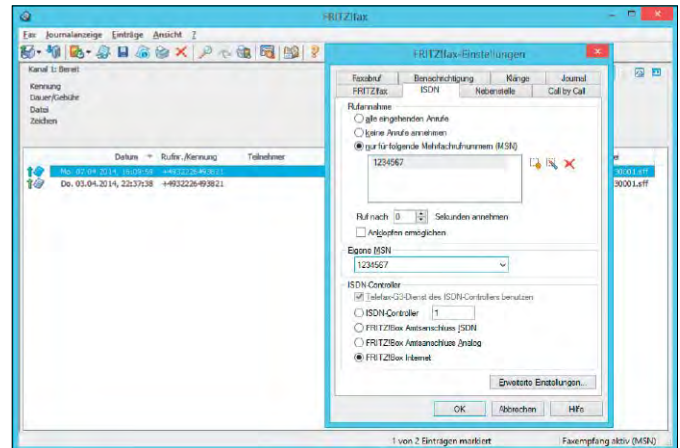 FRITZ!fax
Fax Journalanzeige Einträge Ansicht ?
Kanal 1: Bereit
Kennung
Dauer/Gebühr
Datei
Zeichen
Datum Rufnr./Kennung Teilnehmer
Mo. 07.04.2014, 16:09:59 +4932226493821
Do. 03.04.2014, 22:37:38 +4932226493821
30001.sff
30001.sff
FRITZ!fax-Einstellungen
Faxabruf Benachrichtigung Klänge Journal
FRITZ!fax ISDN Nebenstelle Call by Call
Rufannahme
alle eingehenden Anrufe
keine Anrufe annehmen
nur für folgende Mehrfachrufnummern (MSN)
1234567
Ruf nach 0 Sekunden annehmen
Anklopfen ermöglichen
Eigene MSN
1234567
ISDN-Controller
Telefax-G3-Dienst des ISDN-Controllers benutzen
ISDN-Controller 1
FRITZ!Box Amtsanschluss ISDN
FRITZ!Box Amtsanschluss Analog
FRITZ!Box Internet
Erweiterte Einstellungen...
OK Abbrechen Hilfe
1 von 2 Einträgen markiert Faxempfang aktiv (MSN)